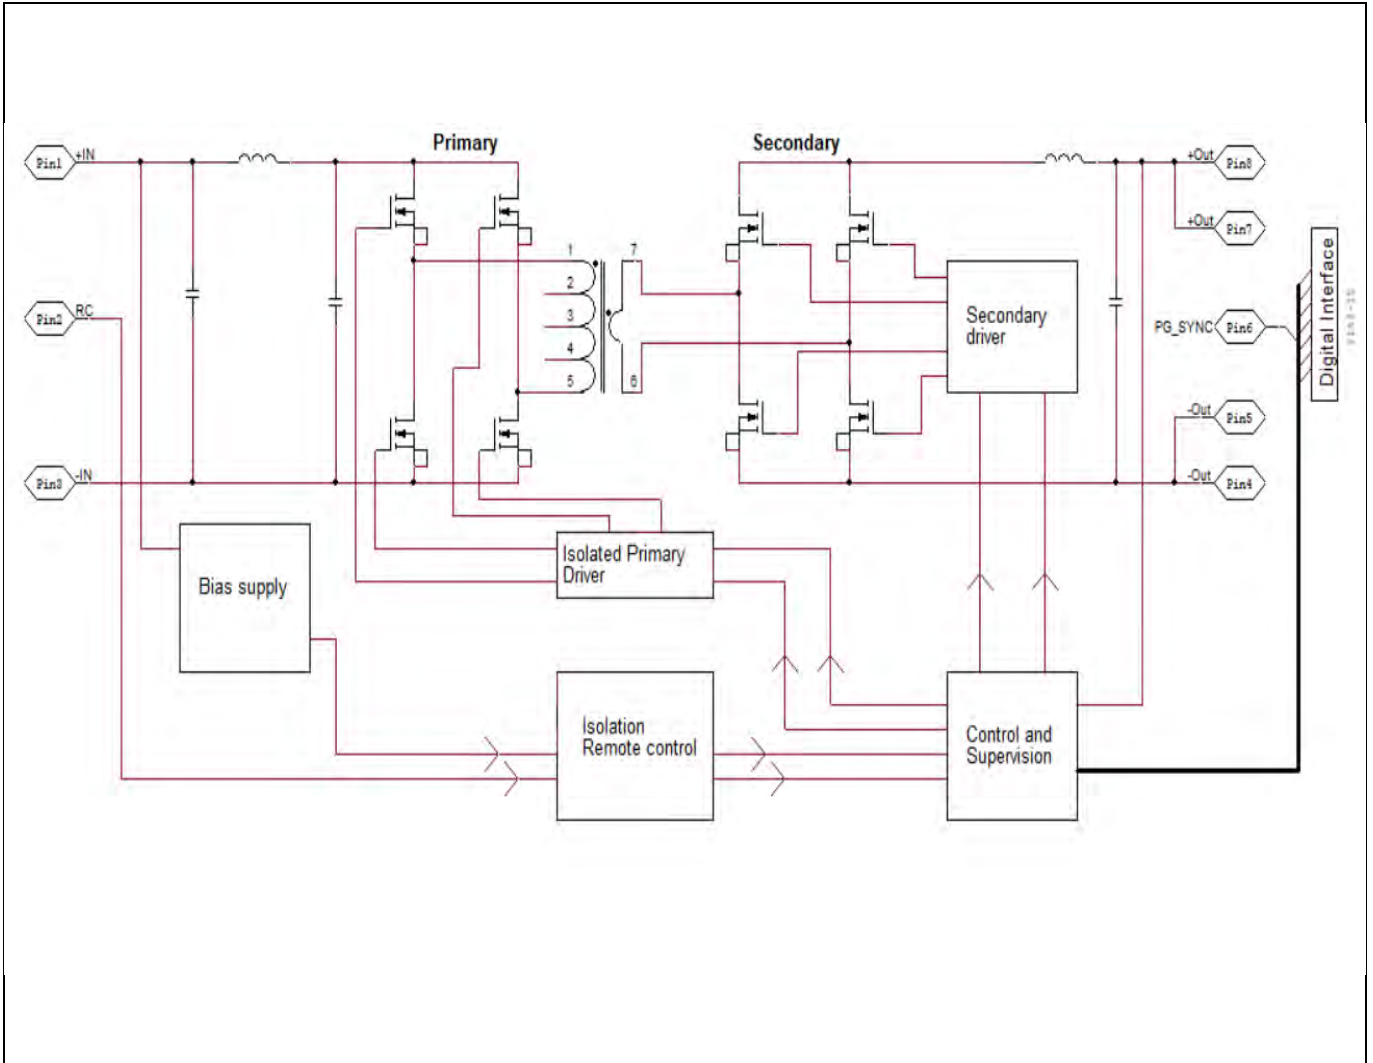 Primary
Secondary
Pin1
+IN
+Out
Pin8
+Out
Pin7
1
7
2
3
4
5
6
Pin2
RC
Secondary
driver
PG_SYNC
Pin6
Digital Interface
-Out
Pin5
Pin3
-IN
-Out
Pin4
Isolated Primary
Driver
Bias supply
Isolation
Remote control
Control and
Supervision